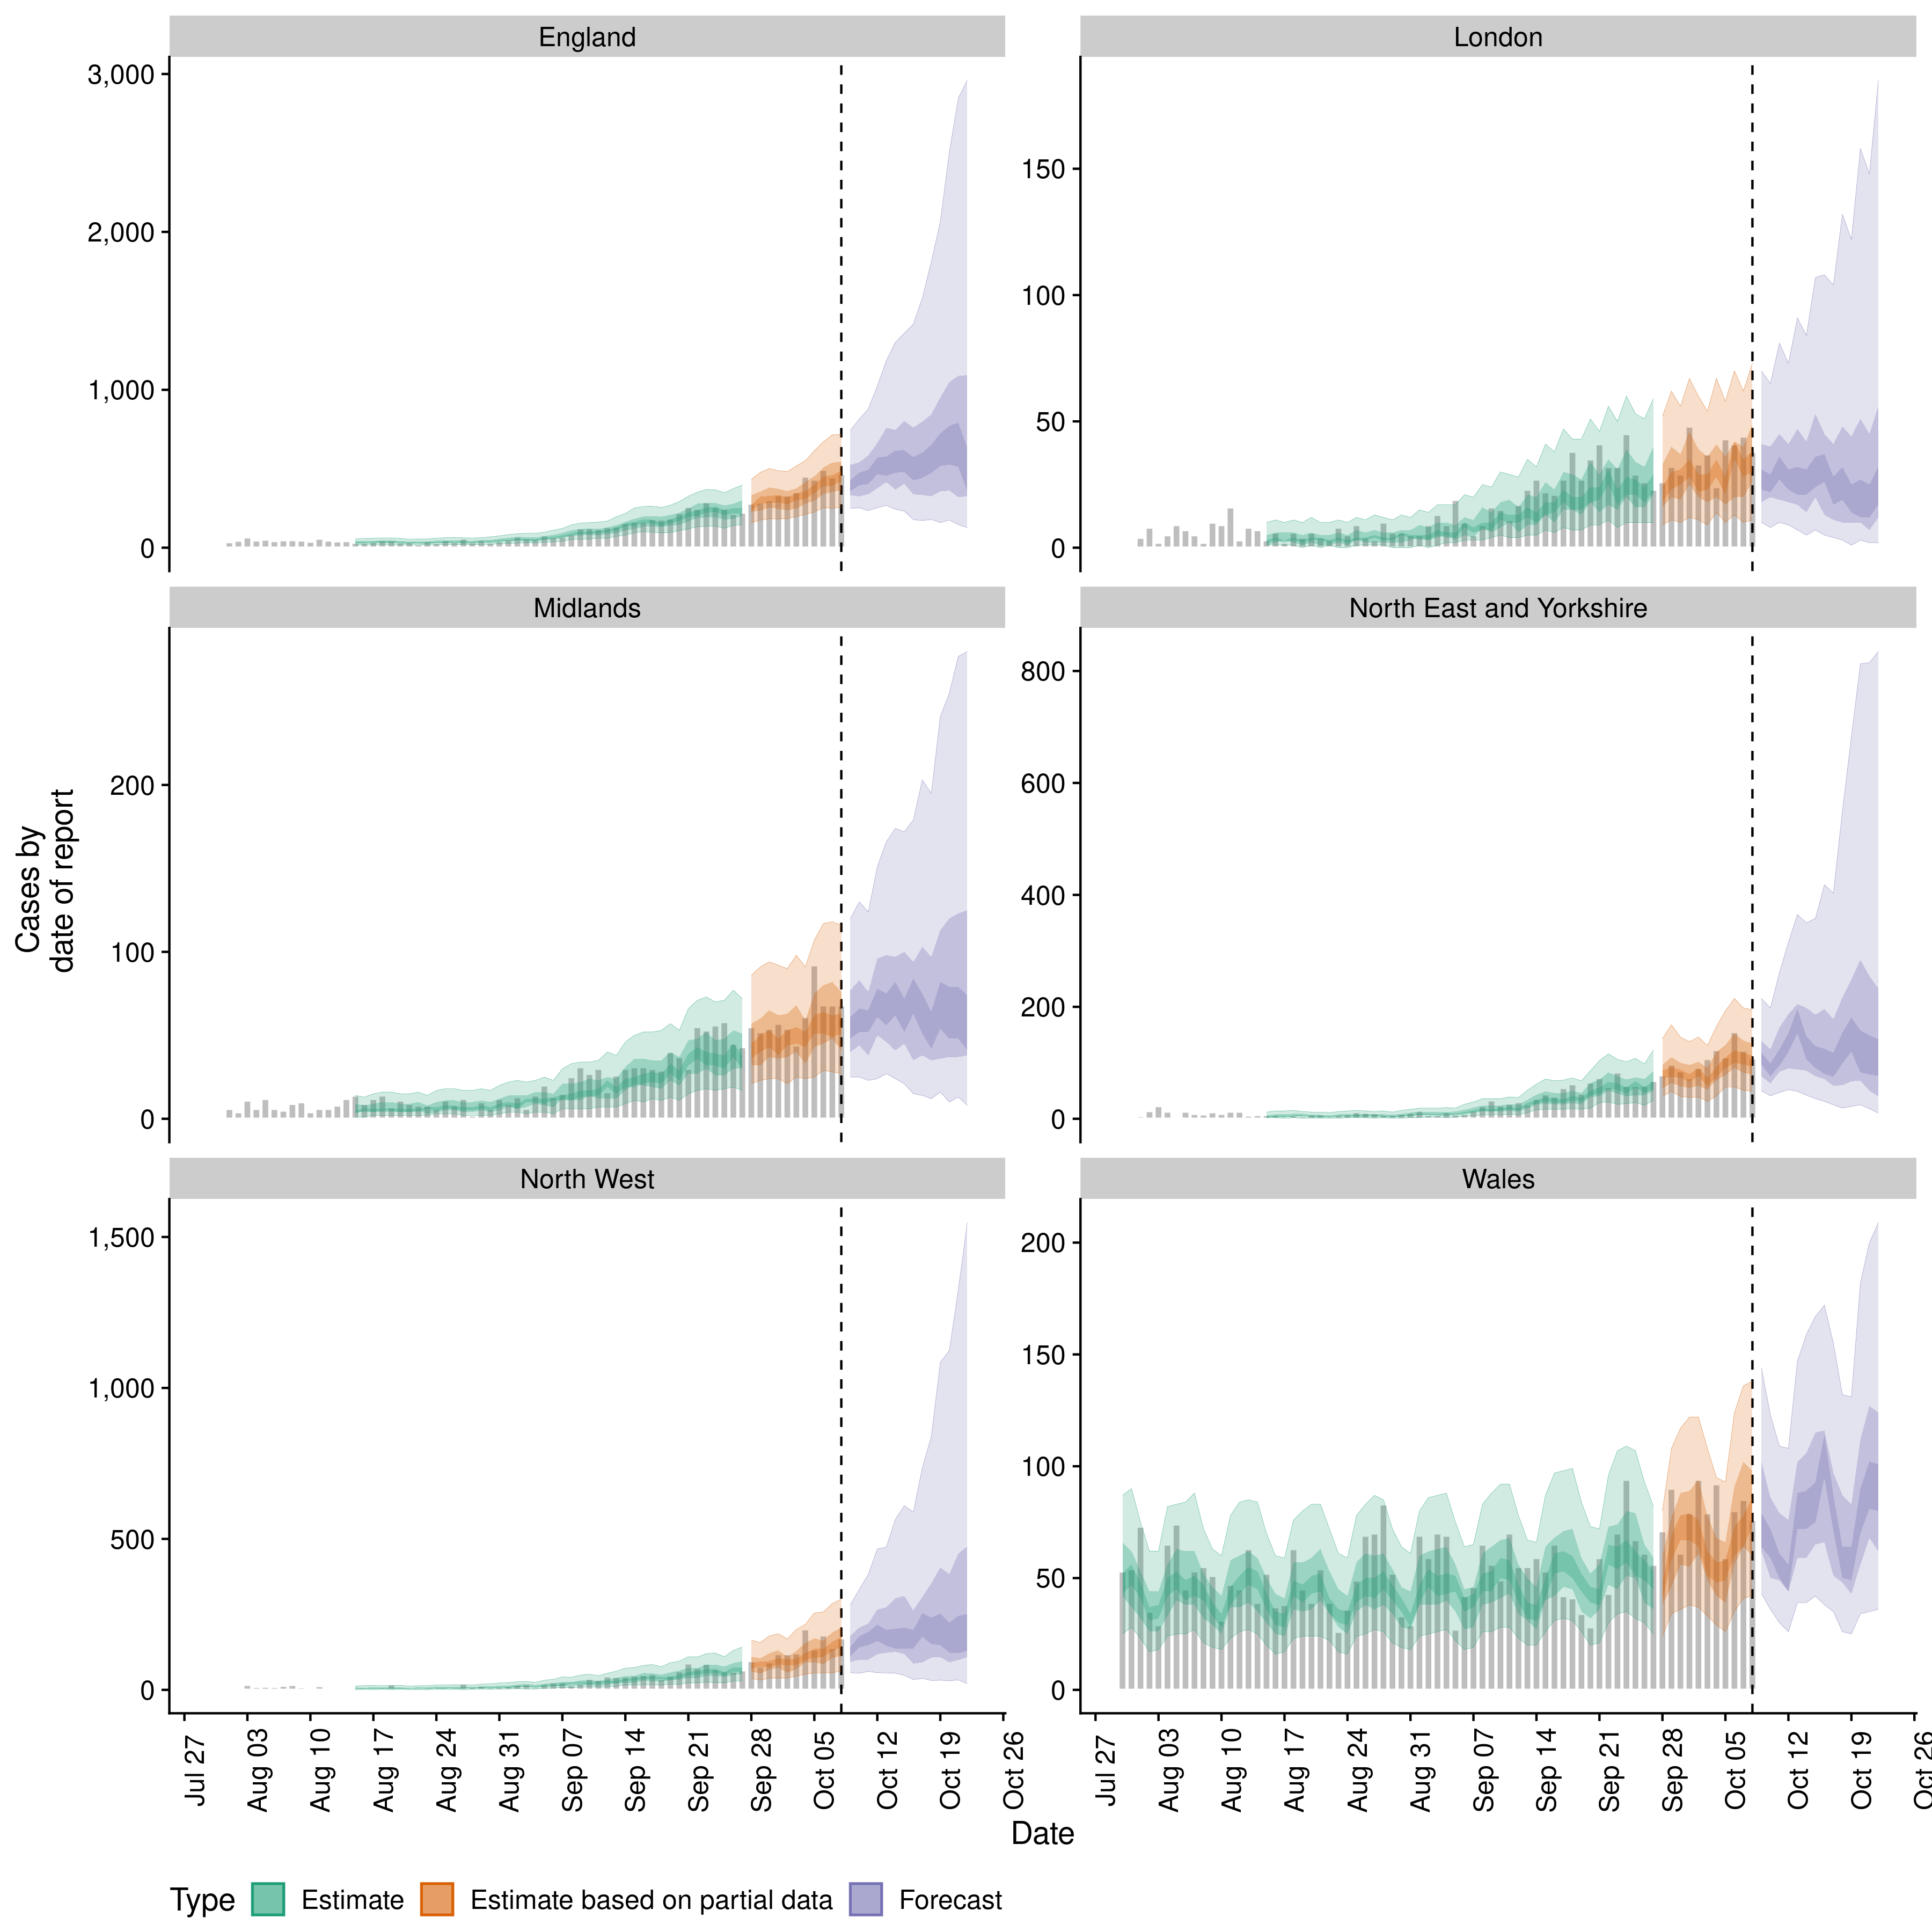 England
London
3,000
2,000
1,000
0
150
100
50
0
Midlands
North East and Yorkshire
Cases by
date of report
200
100
0
800
600
400
200
0
North West
Wales
1,500
1,000
500
0
200
150
100
50
0
Jul 27
Aug 03
Aug 10
Aug 17
Aug 24
Aug 31
Sep 07
Sep 14
Sep 21
Sep 28
Oct 05
Oct 12
Oct 19
Oct 26
Jul 27
Aug 03
Aug 10
Aug 17
Aug 24
Aug 31
Sep 07
Sep 14
Sep 21
Sep 28
Oct 05
Oct 12
Oct 19
Oct 26
Date
Type Estimate Estimate based on partial data Forecast